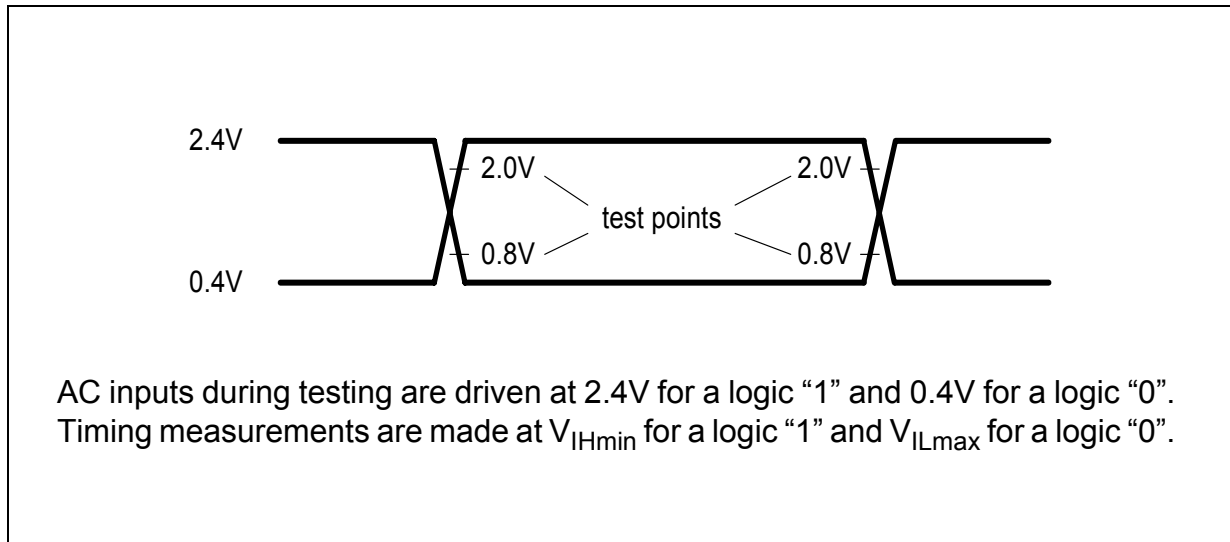 2.4V
2.0V
2.0V
test points
0.8V
0.8V
0.4V
AC inputs during testing are driven at 2.4V for a logic “1” and 0.4V for a logic “0”.
Timing measurements are made at VIHmin for a logic “1” and VILmax for a logic “0”.